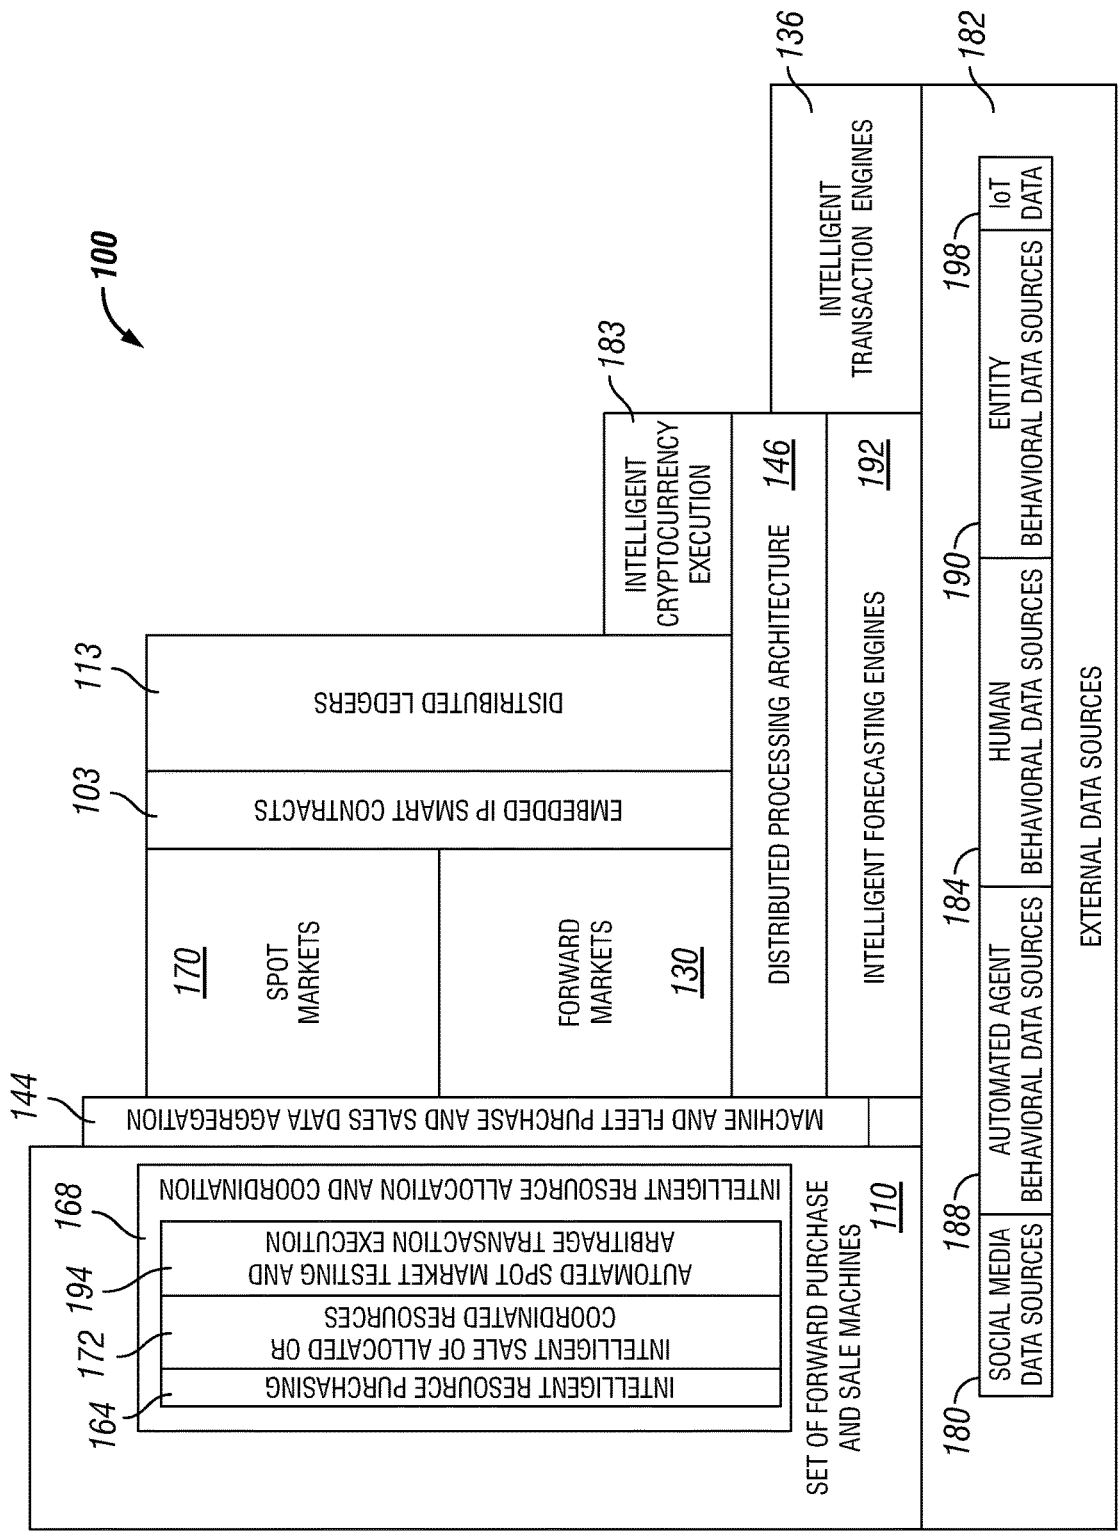 100
110
SET OF FORWARD PURCHASE
AND SALE MACHINES
168
INTELLIGENT RESOURCE ALLOCATION AND COORDINATION
164
INTELLIGENT RESOURCE PURCHASING
172
INTELLIGENT SALE OF ALLOCATED OR
COORDINATED RESOURCES
194
AUTOMATED SPOT MARKET TESTING AND
ARBITRAGE TRANSACTION EXECUTION
144
MACHINE AND FLEET PURCHASE AND SALES DATA AGGREGATION
170
SPOT
MARKETS
FORWARD
MARKETS
130
103
EMBEDDED IP SMART CONTRACTS
113
DISTRIBUTED LEDGERS
183
INTELLIGENT
CRYPTOCURRENCY
EXECUTION
DISTRIBUTED PROCESSING ARCHITECTURE 146
INTELLIGENT FORECASTING ENGINES 192
136
INTELLIGENT
TRANSACTION ENGINES
182
180
SOCIAL MEDIA
DATA SOURCES
188
AUTOMATED AGENT
BEHAVIORAL DATA SOURCES
184
HUMAN
BEHAVIORAL DATA SOURCES
190
ENTITY
BEHAVIORAL DATA SOURCES
198
IoT
DATA
EXTERNAL DATA SOURCES